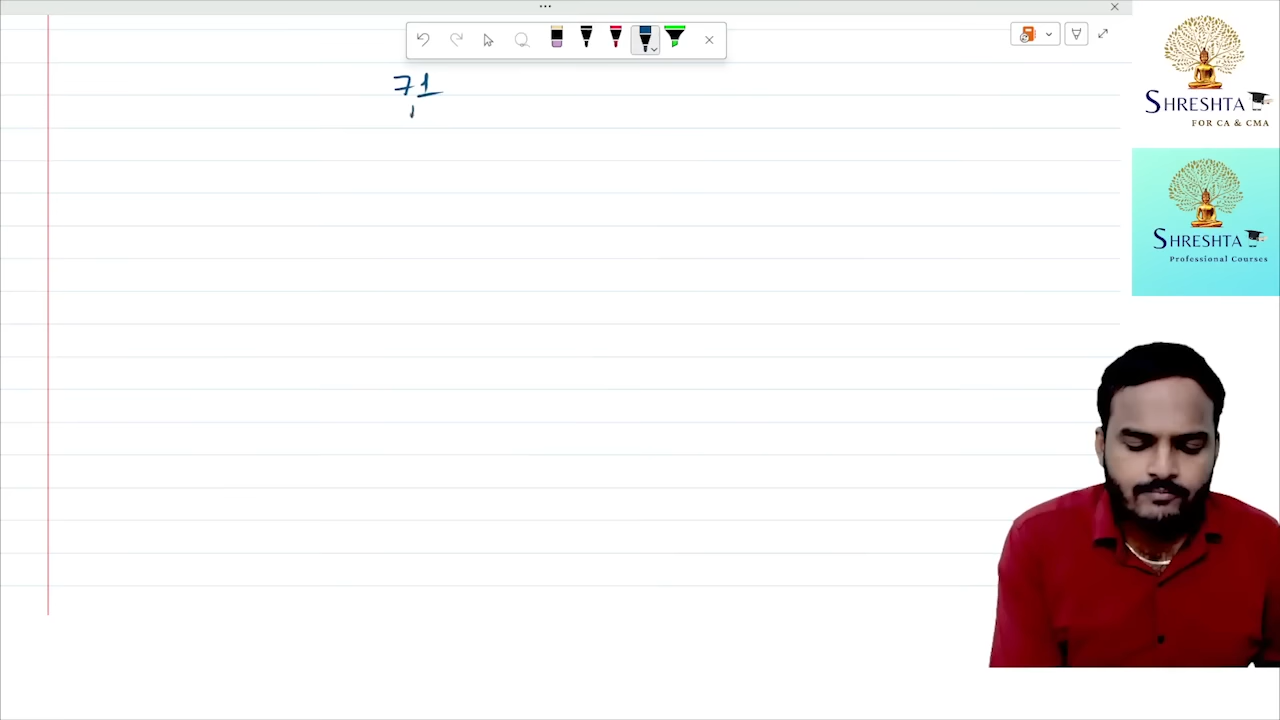 71
SHRESHTA
FOR CA & CMA
SHRESHTA
Professional Courses